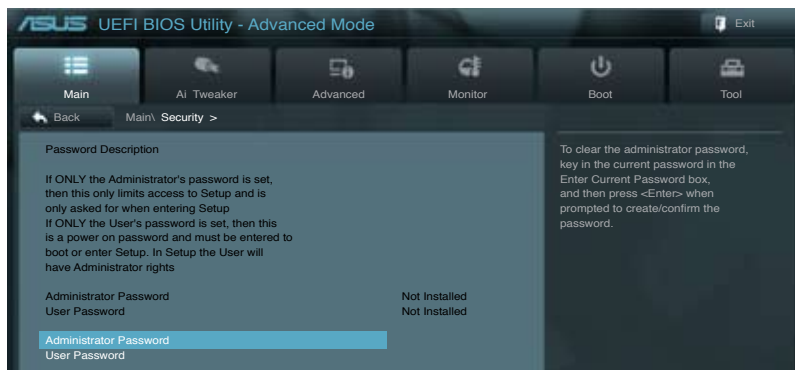 ASUS UEFI BIOS Utility - Advanced Mode
Exit
Main
Ai Tweaker
Advanced
Monitor
Boot
Tool
Back
Main\ Security >
Password Description
If ONLY the Administrator's password is set,
then this only limits access to Setup and is
only asked for when entering Setup
If ONLY the User's password is set, then this
is a power on password and must be entered to
boot or enter Setup. In Setup the User will
have Administrator rights
Administrator Password Not Installed
User Password Not Installed
Administrator Password
User Password
To clear the administrator password,
key in the current password in the
Enter Current Password box,
and then press <Enter> when
prompted to create/confirm the
password.